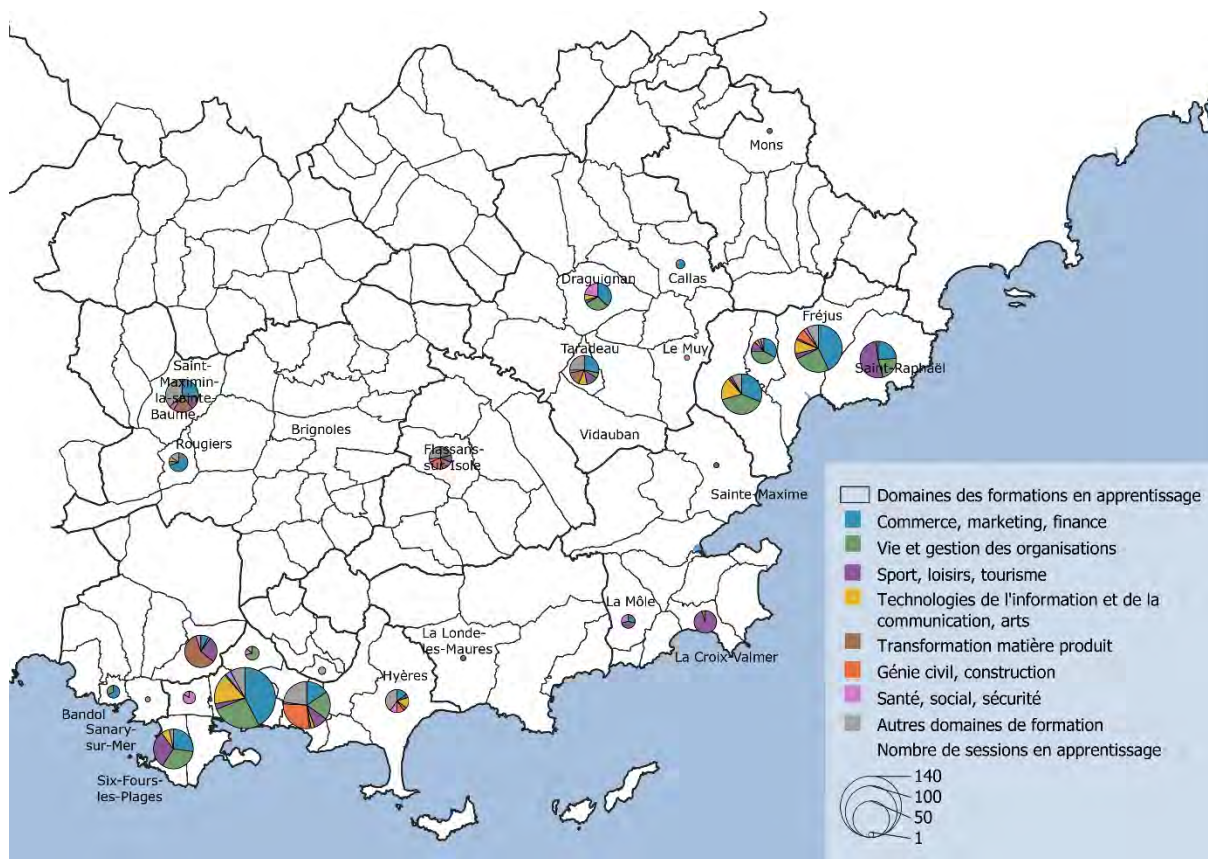 Mons
Draguignan
Callas
Fréjus
Taradeau
Le Muy
Saint-Raphaël
Saint-
Maximin-
la-sainte-
Baume
Rougiers
Brignoles
Flassans-
sur-Isole
Vidauban
Sainte-Maxime
La Môle
La Croix-Valmer
La Londe-
les-Maures
Hyères
Bandol
Sanary-
sur-Mer
Six-Fours-
les-Plages
Domaines des formations en apprentissage
Commerce, marketing, finance
Vie et gestion des organisations
Sport, loisirs, tourisme
Technologies de l'information et de la
communication, arts
Transformation matière produit
Génie civil, construction
Santé, social, sécurité
Autres domaines de formation
Nombre de sessions en apprentissage
140
100
50
1